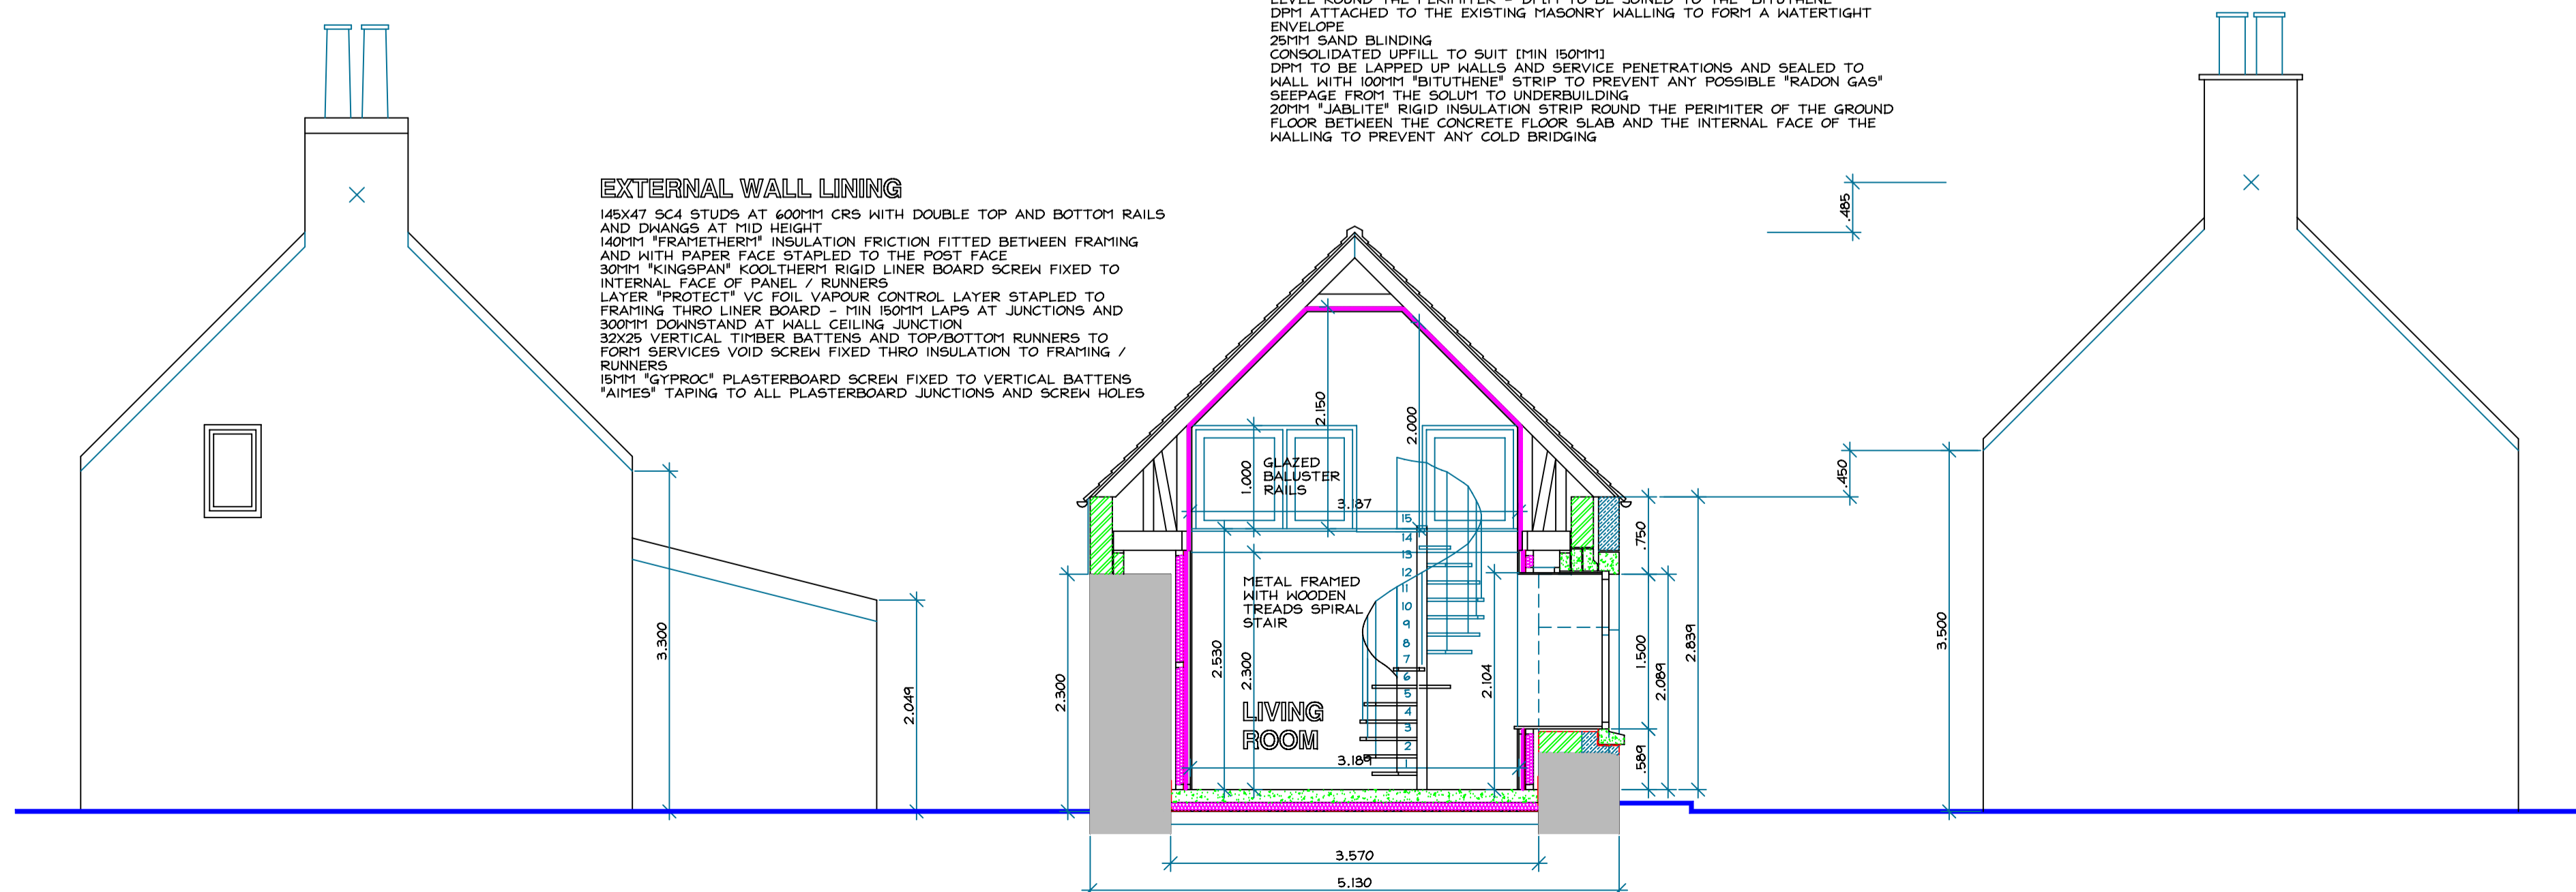 LEVEL ROUND THE PERIMITER - DPM TO BE JOINED TO THE "BITUTHENE"
DPM ATTACHED TO THE EXISTING MASONRY WALLING TO FORM A WATERTIGHT
ENVELOPE
25MM SAND BLINDING
CONSOLIDATED UPFILL TO SUIT [MIN 150MM]
DPM TO BE LAPPED UP WALLS AND SERVICE PENETRATIONS AND SEALED TO
WALL WITH 100MM "BITUTHENE" STRIP TO PREVENT ANY POSSIBLE "RADON GAS"
SEEPAGE FROM THE SOLUM TO UNDERBUILDING
20MM "JABLITE" RIGID INSULATION STRIP ROUND THE PERIMITER OF THE GROUND
FLOOR BETWEEN THE CONCRETE FLOOR SLAB AND THE INTERNAL FACE OF THE
WALLING TO PREVENT ANY COLD BRIDGING
EXTERNAL WALL LINING
145X47 SC4 STUDS AT 600MM CRS WITH DOUBLE TOP AND BOTTOM RAILS
AND DWANGS AT MID HEIGHT
140MM "FRAMETHERM" INSULATION FRICTION FITTED BETWEEN FRAMING
AND WITH PAPER FACE STAPLED TO THE POST FACE
30MM "KINGSPAN" KOOLTHERM RIGID LINER BOARD SCREW FIXED TO
INTERNAL FACE OF PANEL / RUNNERS
LAYER "PROTECT" VC FOIL VAPOUR CONTROL LAYER STAPLED TO
FRAMING THRO LINER BOARD - MIN 150MM LAPS AT JUNCTIONS AND
300MM DOWNSTAND AT WALL CEILING JUNCTION
32X25 VERTICAL TIMBER BATTENS AND TOP/BOTTOM RUNNERS TO
FORM SERVICES VOID SCREW FIXED THRO INSULATION TO FRAMING /
RUNNERS
15MM "GYPROC" PLASTERBOARD SCREW FIXED TO VERTICAL BATTENS
"AIMES" TAPING TO ALL PLASTERBOARD JUNCTIONS AND SCREW HOLES
3.300
2.049
2.300
2.150
2.000
1.000
GLAZED
BALUSTER
RAILS
3.187
METAL FRAMED
WITH WOODEN
TREADS SPIRAL
STAIR
15
14
13
12
11
10
9
8
7
6
5
4
3
2
1
2.530
2.300
2.104
LIVING
ROOM
3.189
.750
1.500
2.089
.589
2.839
.485
.450
3.500
3.570
5.130